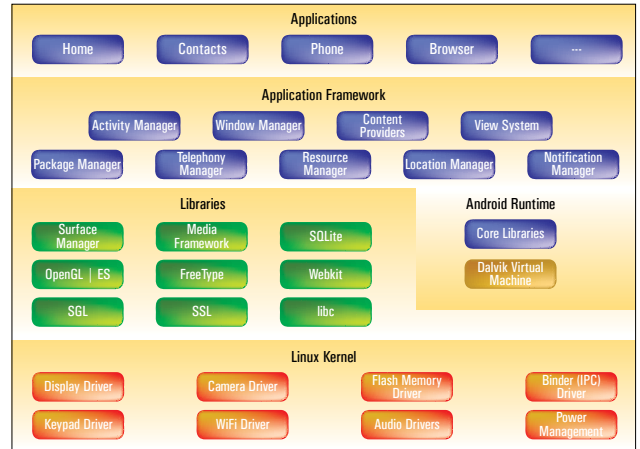 Applications
Home
Contacts
Phone
Browser
---
Application Framework
Activity Manager
Window Manager
Content
Providers
View System
Package Manager
Telephony
Manager
Resource
Manager
Location Manager
Notification
Manager
Libraries
Surface
Manager
Media
Framework
SQLite
OpenGL | ES
FreeType
Webkit
SGL
SSL
libc
Android Runtime
Core Libraries
Dalvik Virtual
Machine
Linux Kernel
Display Driver
Camera Driver
Flash Memory
Driver
Binder (IPC)
Driver
Keypad Driver
WiFi Driver
Audio Drivers
Power
Management